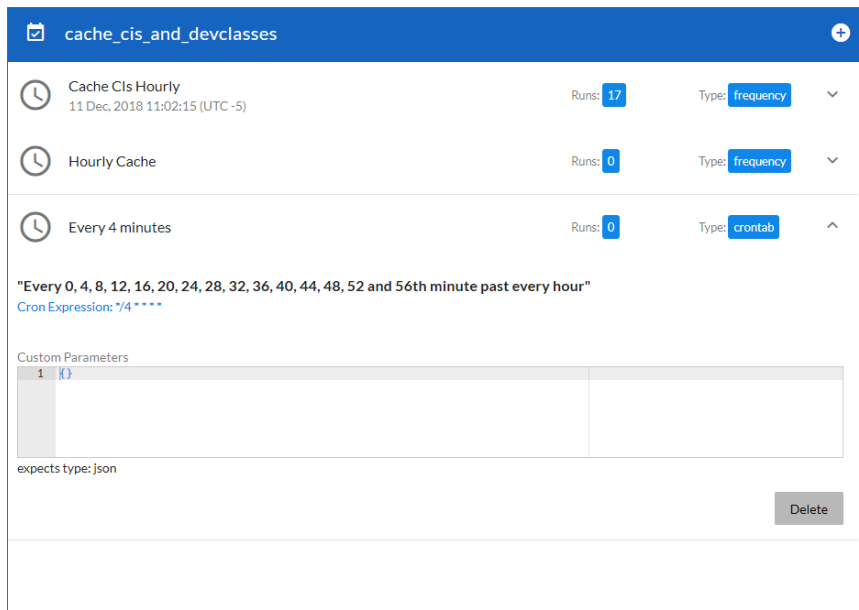 cache_cis_and_devclasses
Cache CIs Hourly
11 Dec, 2018 11:02:15 (UTC -5)
Runs: 17
Type: frequency
Hourly Cache
Runs: 0
Type: frequency
Every 4 minutes
Runs: 0
Type: crontab
"Every 0, 4, 8, 12, 16, 20, 24, 28, 32, 36, 40, 44, 48, 52 and 56th minute past every hour"
Cron Expression: */4 * * * *
Custom Parameters
1 {}
expects type: json
Delete